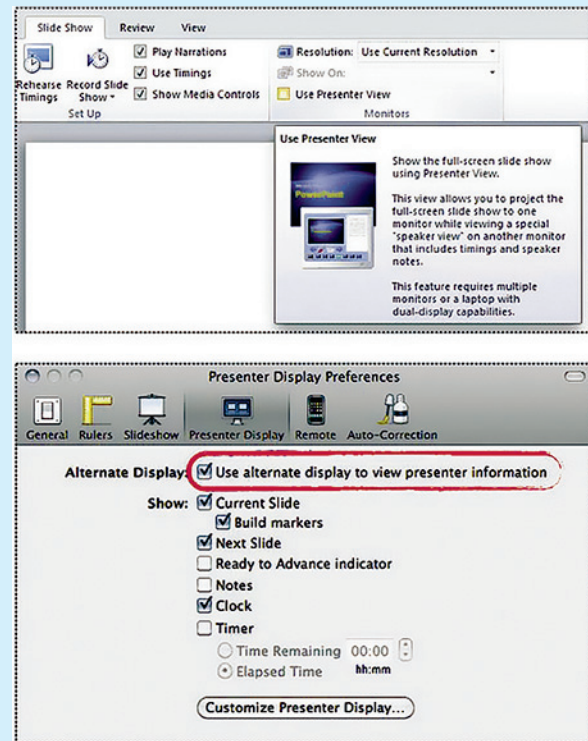 Slide Show Review View
Play Narrations
Use Timings
Show Media Controls
Rehearse Timings
Record Slide Show
Set Up
Resolution: Use Current Resolution
Show On:
Use Presenter View
Monitors
Use Presenter View
Show the full-screen slide show
using Presenter View.
This view allows you to project the
full-screen slide show to one
monitor while viewing a special
"speaker view" on another monitor
that includes timings and speaker
notes.
This feature requires multiple
monitors or a laptop with
dual-display capabilities.
PowerPoint
Presenter Display Preferences
General Rulers Slideshow Presenter Display Remote Auto-Correction
Alternate Display: Use alternate display to view presenter information
Show: Current Slide
Build markers
Next Slide
Ready to Advance indicator
Notes
Clock
Timer
Time Remaining 00:00
Elapsed Time hh:mm
Customize Presenter Display...